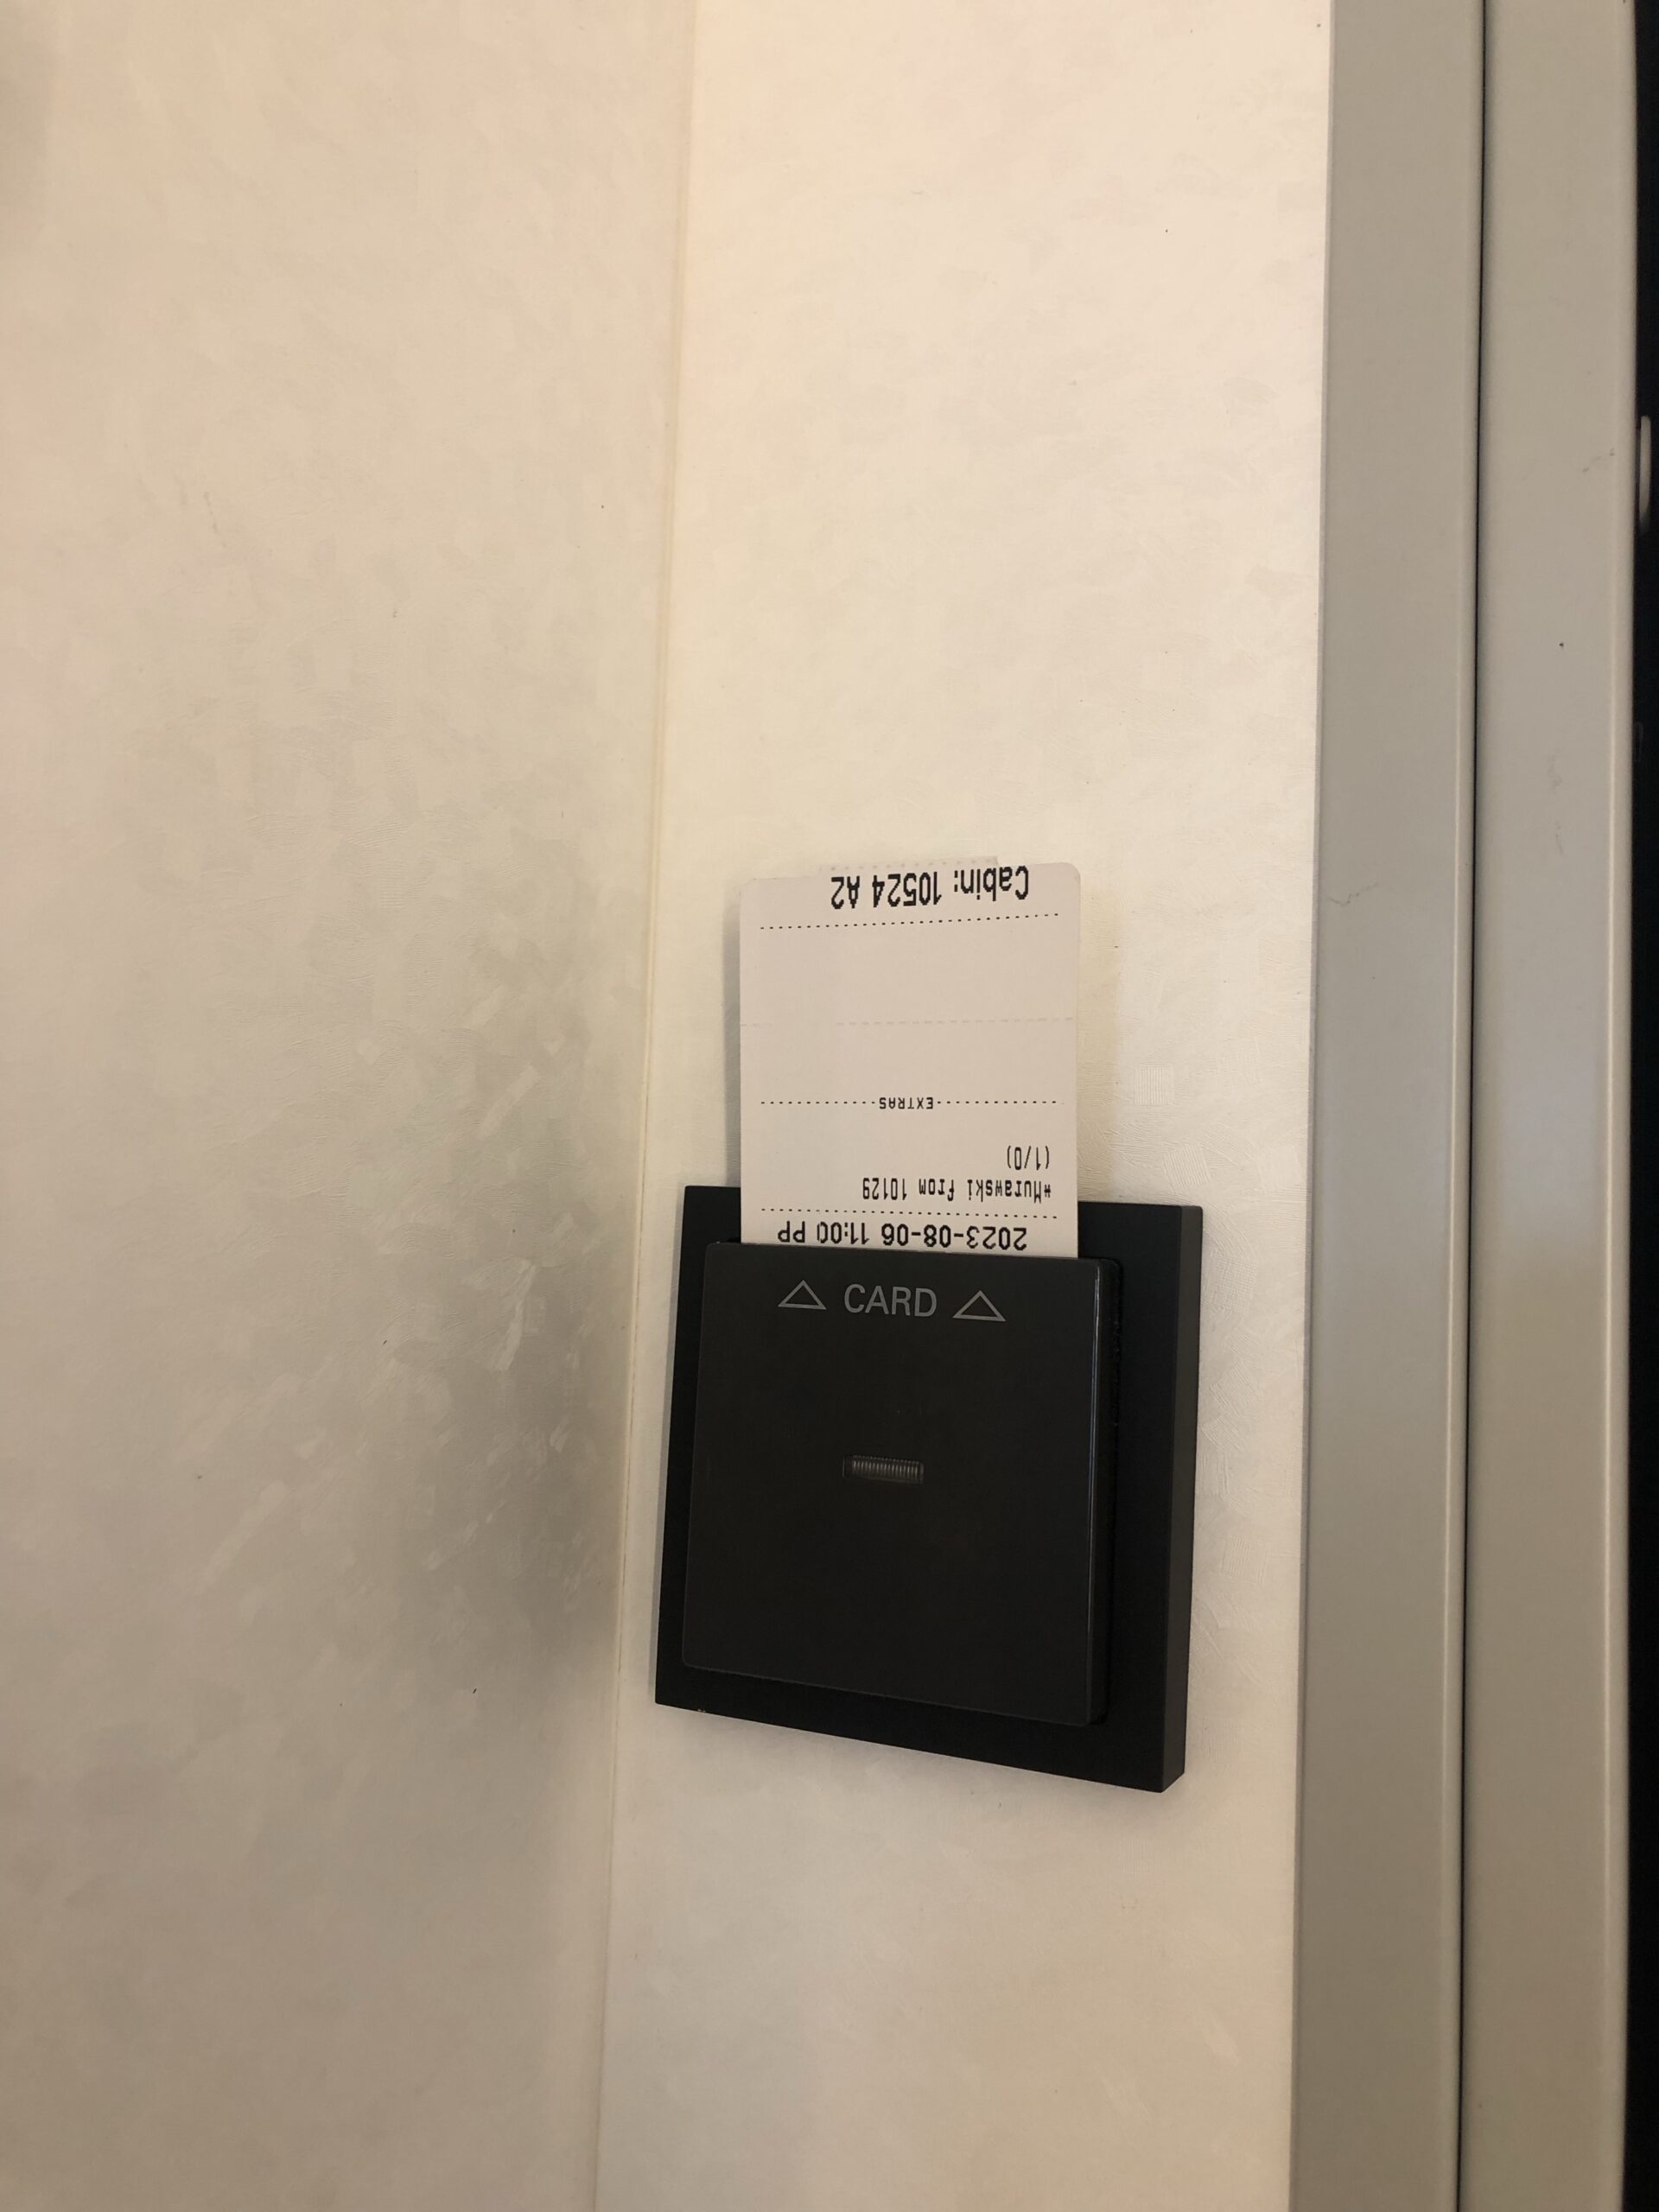 2023-08-06 11:00 PP
*Murawski from 10129
(1/0)
EXTRAS
Cabin: 10524 A2
△ CARD △